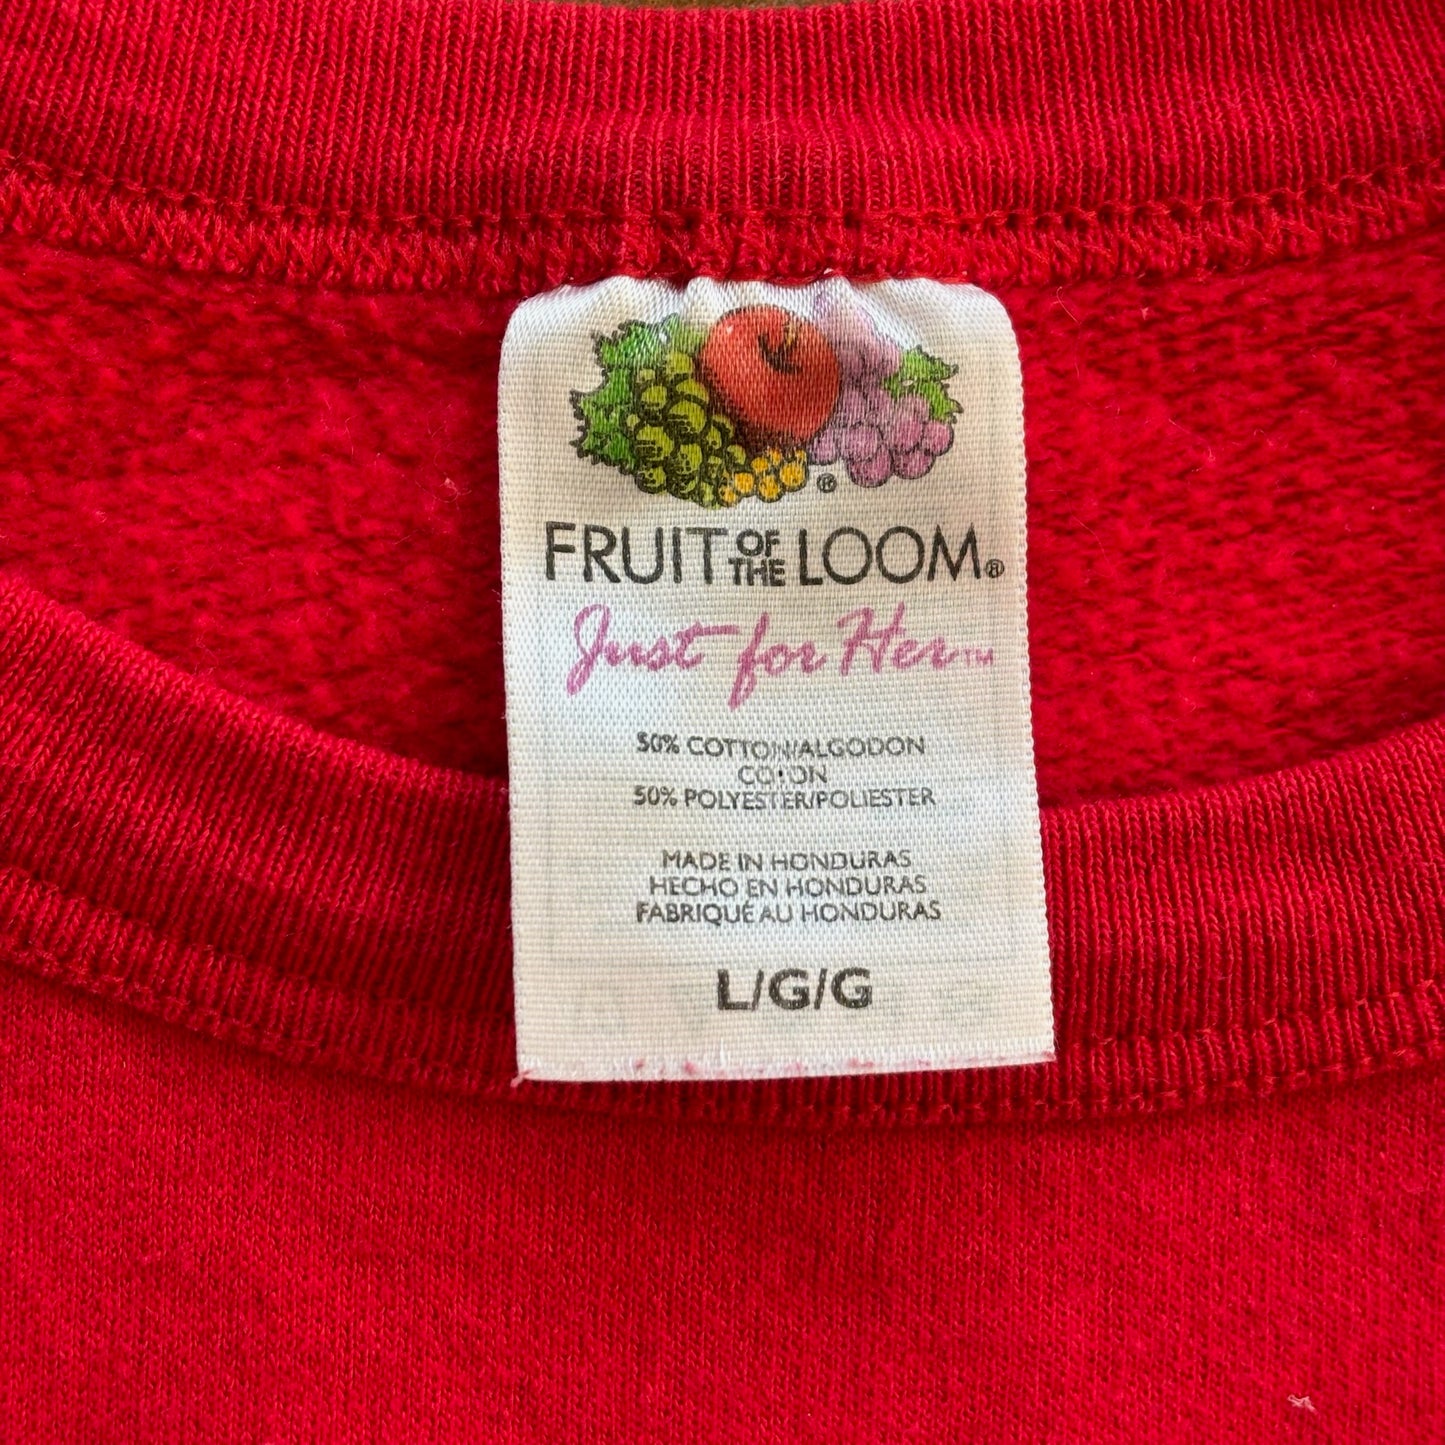 ®
FRUIT OF THE LOOM®
Just for Her™
50% COTTON/ALGODON
COTON
50% POLYESTER/POLIESTER
MADE IN HONDURAS
HECHO EN HONDURAS
FABRIQUÉ AU HONDURAS
L/G/G